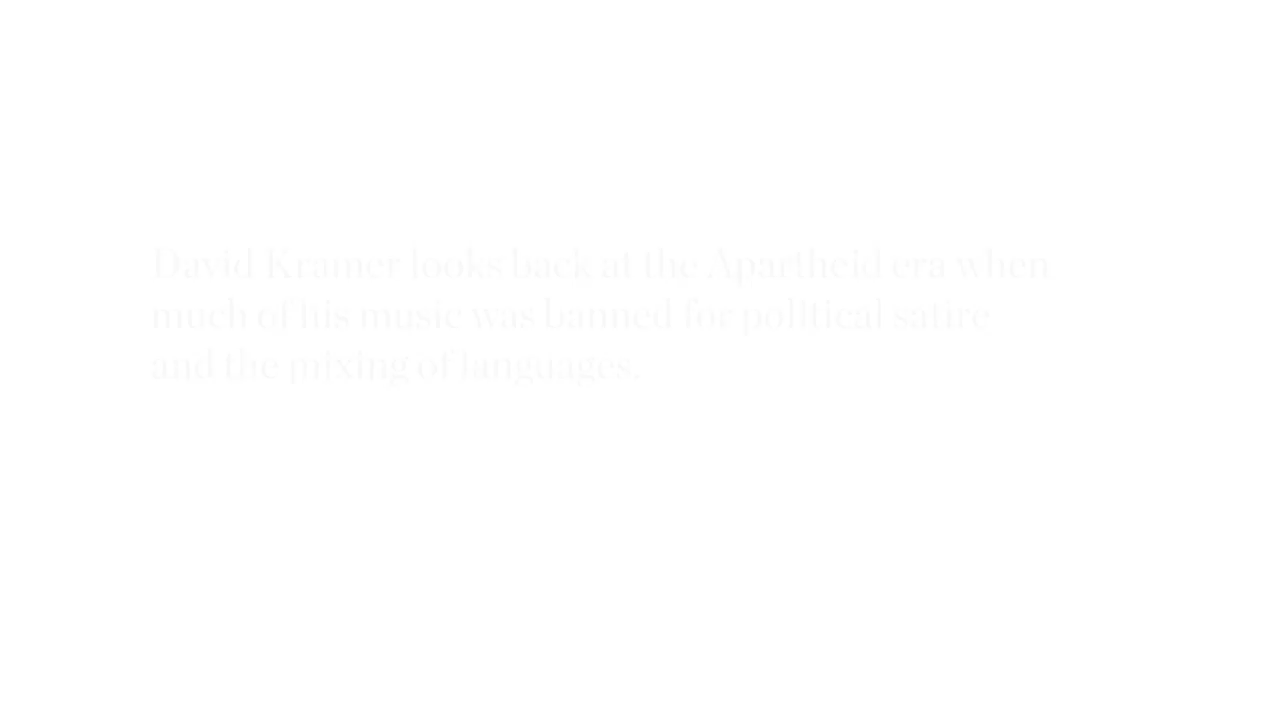 David Kramer looks back at the Apartheid era when
much of his music was banned for political satire
and the mixing of languages.